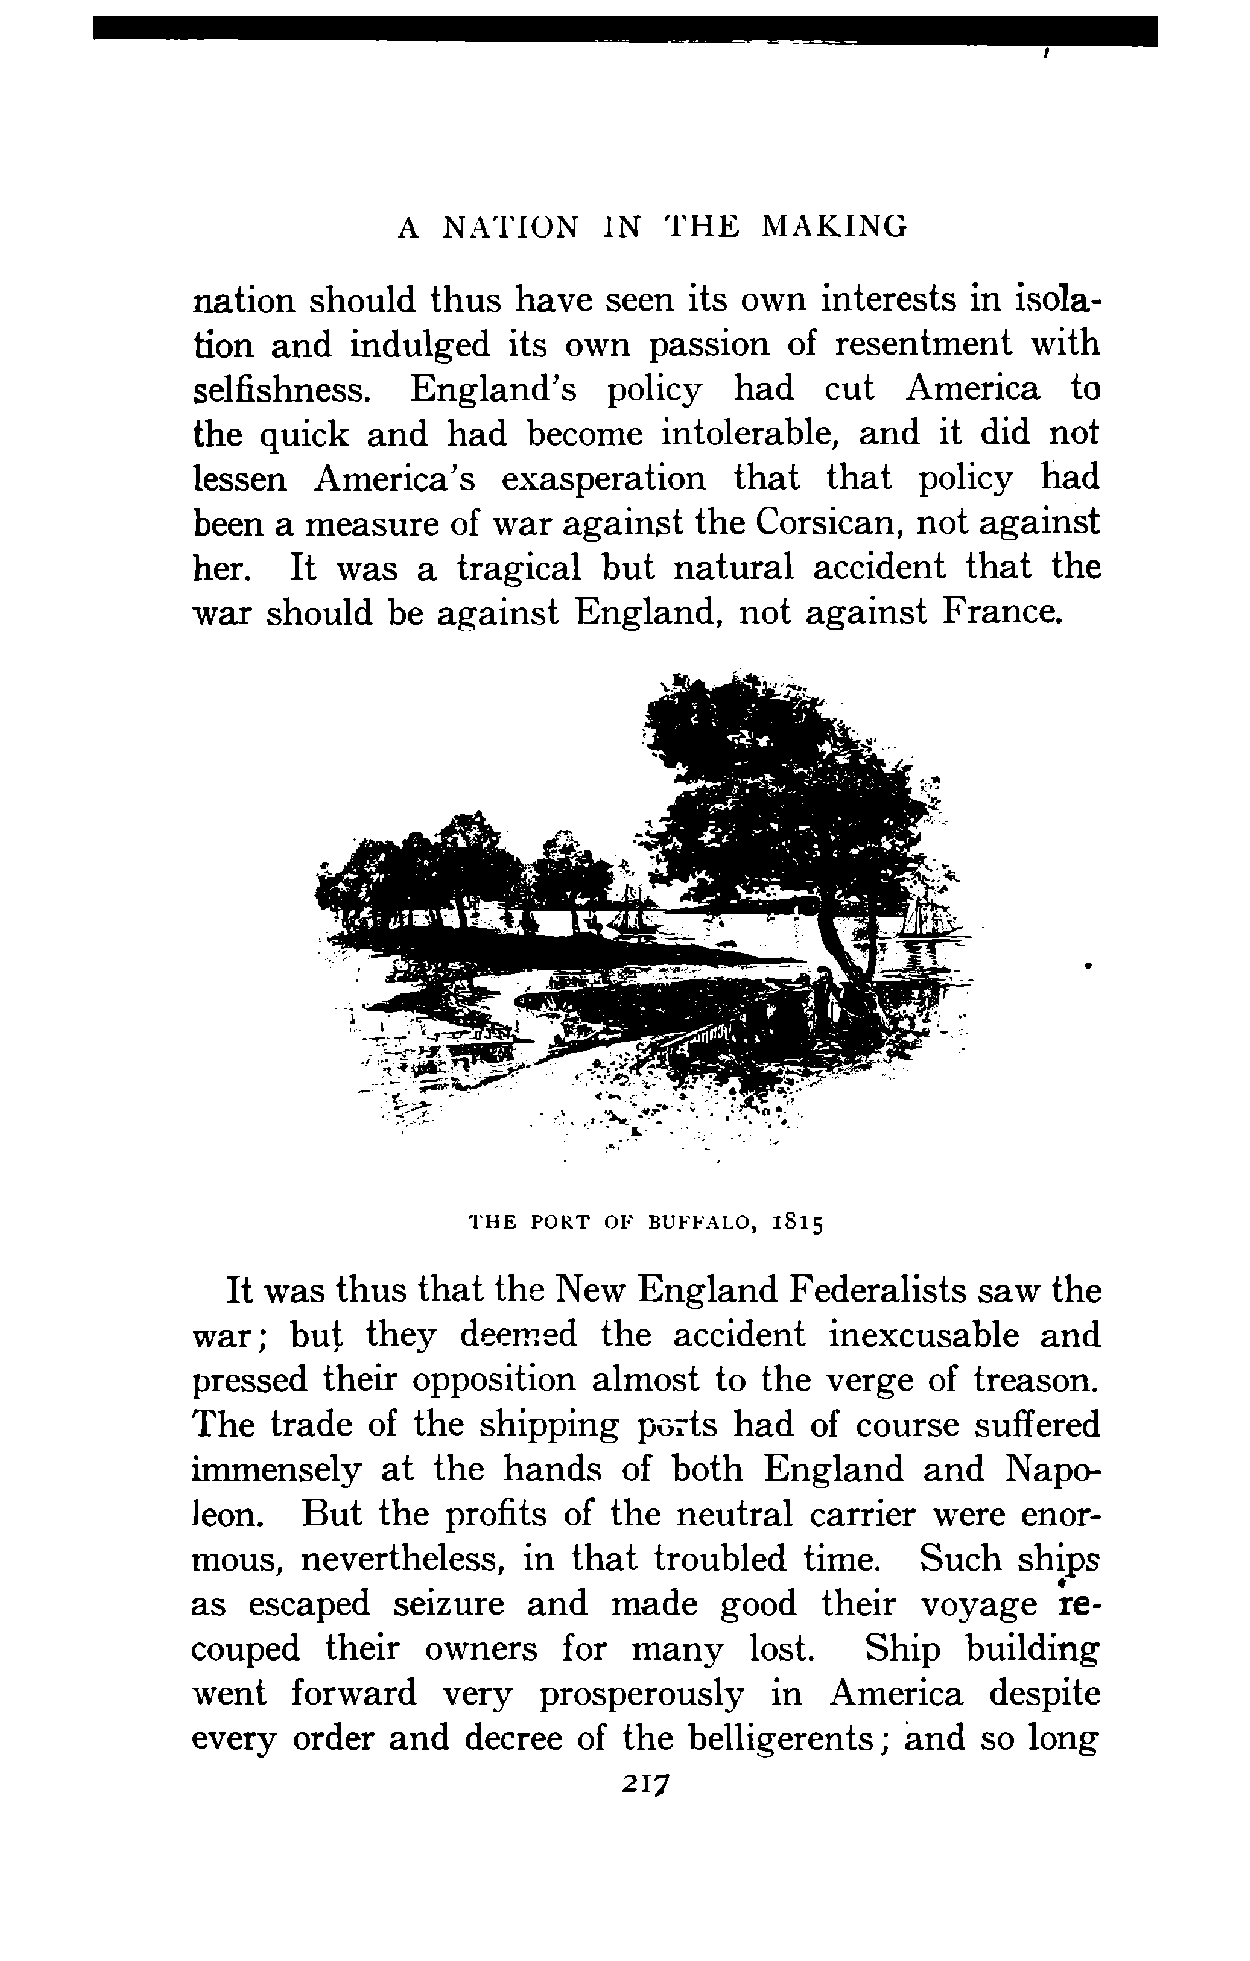 A NATION IN THE MAKING
nation should thus have seen its own interests in isola-
tion and indulged its own passion of resentment with
selfishness. England's policy had cut America to
the quick and had become intolerable, and it did not
lessen America's exasperation that that policy had
been a measure of war against the Corsican, not against
her. It was a tragical but natural accident that the
war should be against England, not against France.
THE PORT OF BUFFALO, 1815
It was thus that the New England Federalists saw the
war; but they deemed the accident inexcusable and
pressed their opposition almost to the verge of treason.
The trade of the shipping ports had of course suffered
immensely at the hands of both England and Napo-
leon. But the profits of the neutral carrier were enor-
mous, nevertheless, in that troubled time. Such ships
as escaped seizure and made good their voyage re-
couped their owners for many lost. Ship building
went forward very prosperously in America despite
every order and decree of the belligerents; and so long
217